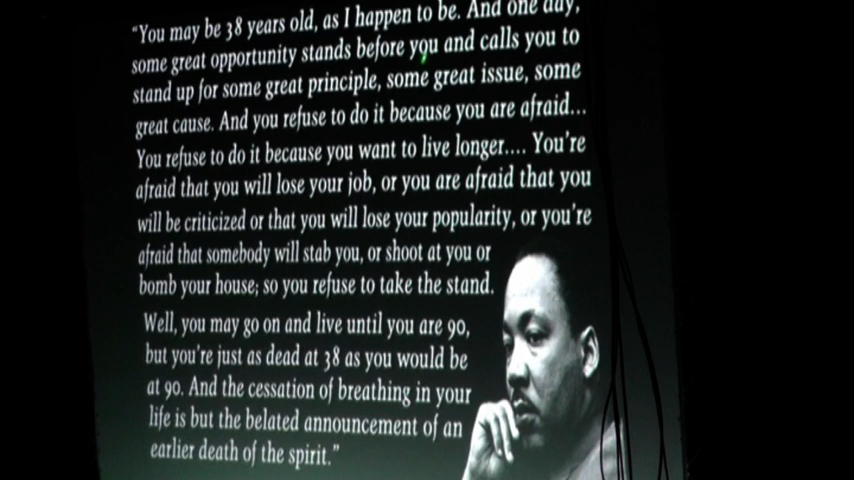 “You may be 38 years old, as I happen to be. And one day,
some great opportunity stands before you and calls you to
stand up for some great principle, some great issue, some
great cause. And you refuse to do it because you are afraid…
You refuse to do it because you want to live longer.… You’re
afraid that you will lose your job, or you are afraid that you
will be criticized or that you will lose your popularity, or you’re
afraid that somebody will stab you, or shoot at you or
bomb your house; so you refuse to take the stand.
Well, you may go on and live until you are 90,
but you’re just as dead at 38 as you would be
at 90. And the cessation of breathing in your
life is but the belated announcement of an
earlier death of the spirit.”